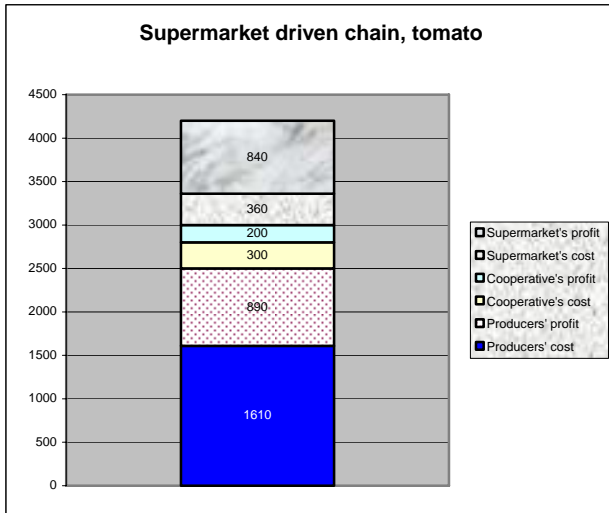 Supermarket driven chain, tomato
4500
4000
3500
3000
2500
2000
1500
1000
500
0
840
360
200
300
890
1610
Supermarket's profit
Supermarket's cost
Cooperative's profit
Cooperative's cost
Producers' profit
Producers' cost